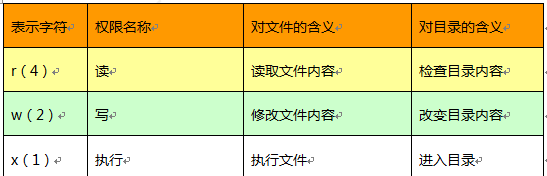 表示字符 权限名称 对文件的含义 对目录的含义
r(4) 读 读取文件内容 检查目录内容
w(2) 写 修改文件内容 改变目录内容
x(1) 执行 执行文件 进入目录